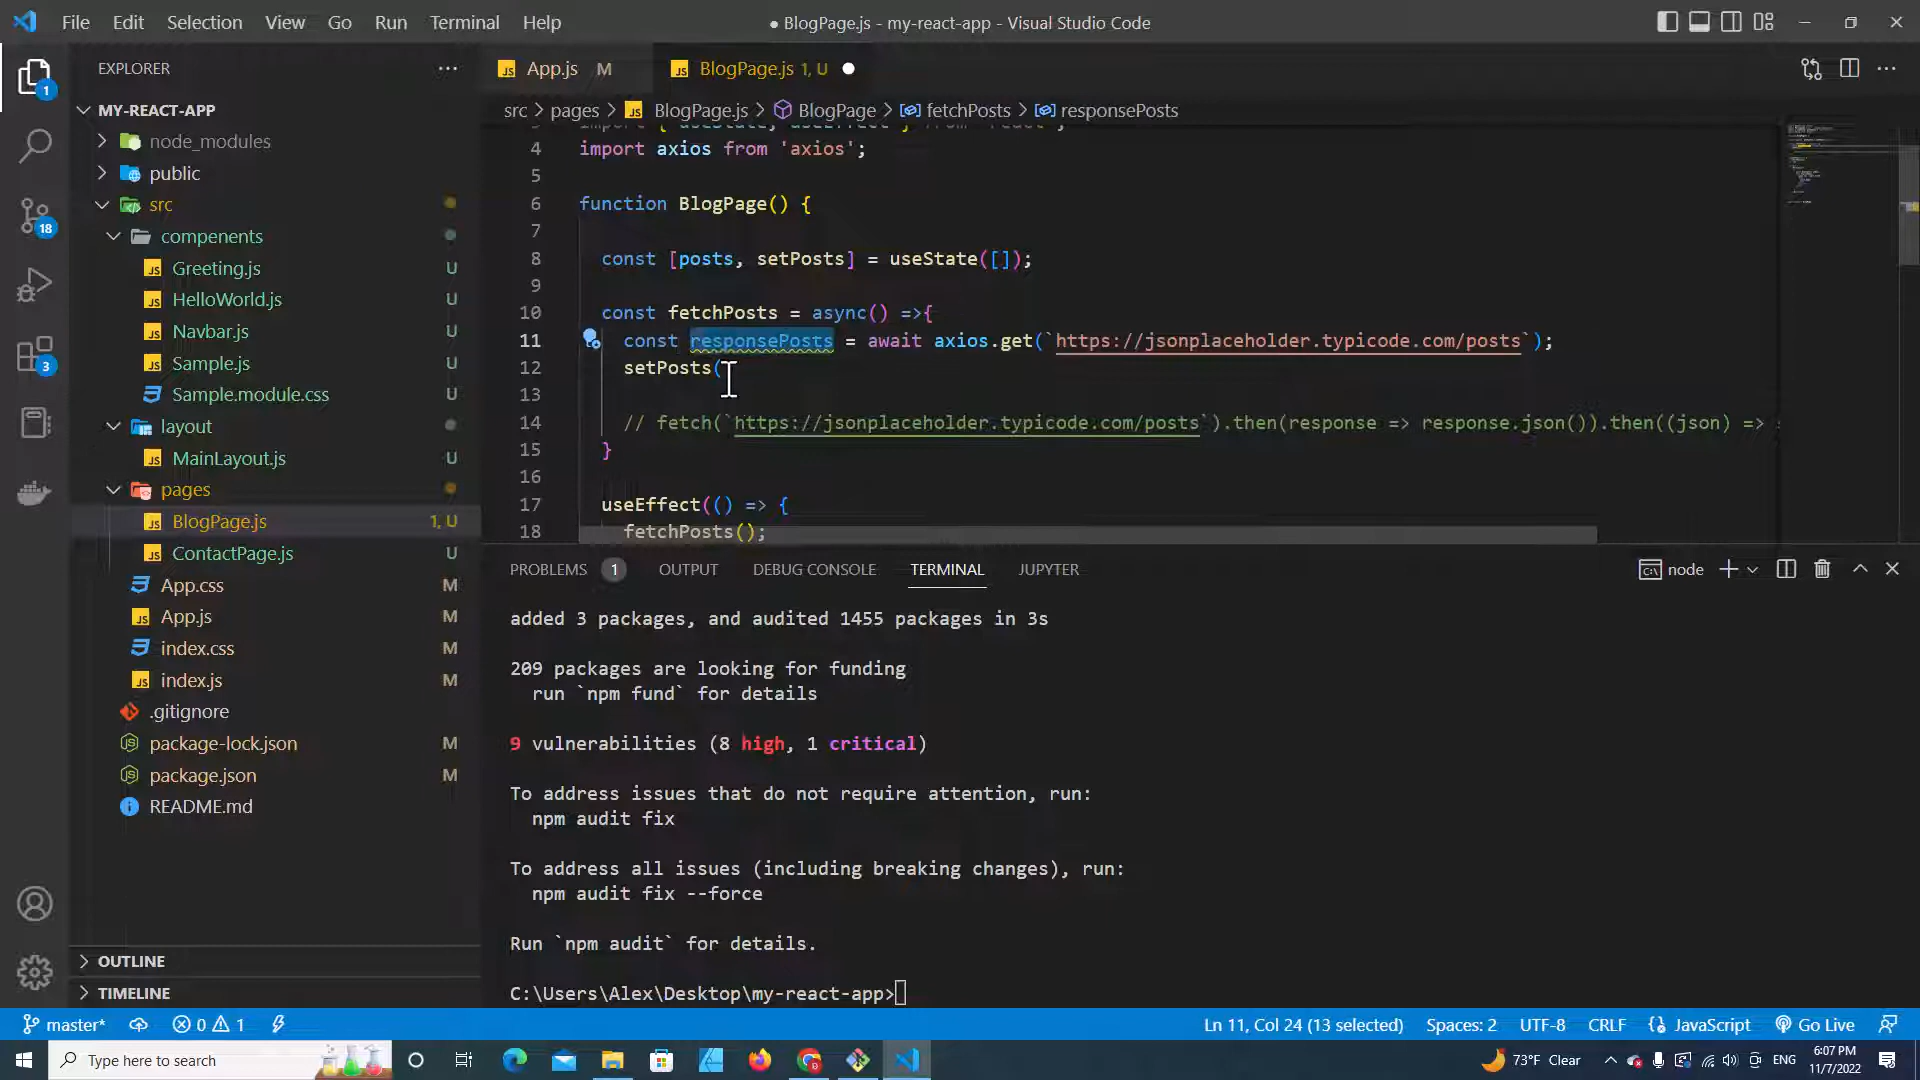 File Edit Selection View Go Run Terminal Help
● BlogPage.js - my-react-app - Visual Studio Code
EXPLORER
App.js M
BlogPage.js 1, U
MY-REACT-APP
node_modules
public
src
compenents
Greeting.js U
HelloWorld.js U
Navbar.js U
Sample.js U
Sample.module.css U
layout
MainLayout.js U
pages
BlogPage.js 1, U
ContactPage.js U
App.css M
App.js M
index.css M
index.js M
.gitignore
package-lock.json M
package.json M
README.md
OUTLINE
TIMELINE
1
18
3
src > pages > BlogPage.js > BlogPage > fetchPosts > responsePosts
import { useState, useEffect } from 'react';
4 import axios from 'axios';
5
6 function BlogPage() {
7
8 const [posts, setPosts] = useState([]);
9
10 const fetchPosts = async() =>{
11 const responsePosts = await axios.get(`https://jsonplaceholder.typicode.com/posts`);
12 setPosts(
13
14 // fetch(`https://jsonplaceholder.typicode.com/posts`).then(response => response.json()).then((json) =>
15 }
16
17 useEffect(() => {
18 fetchPosts();
PROBLEMS 1 OUTPUT DEBUG CONSOLE TERMINAL JUPYTER
node
added 3 packages, and audited 1455 packages in 3s
209 packages are looking for funding
run `npm fund` for details
9 vulnerabilities (8 high, 1 critical)
To address issues that do not require attention, run:
npm audit fix
To address all issues (including breaking changes), run:
npm audit fix --force
Run `npm audit` for details.
C:\Users\Alex\Desktop\my-react-app>
master* 0 1
Ln 11, Col 24 (13 selected) Spaces: 2 UTF-8 CRLF JavaScript Go Live
Type here to search
73°F Clear
ENG
6:07 PM
11/7/2022